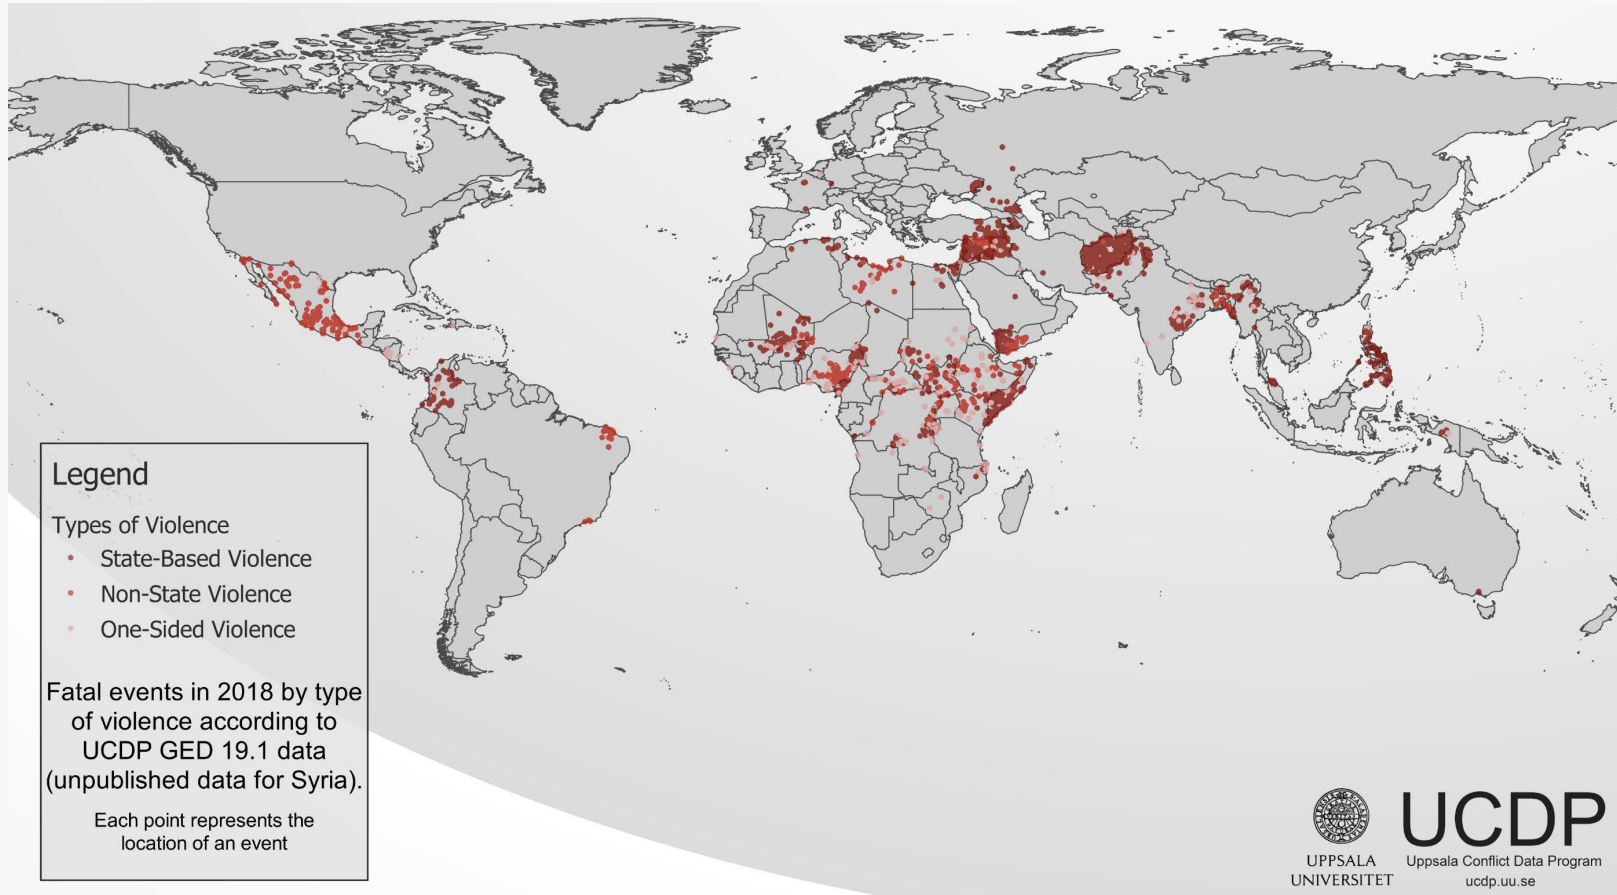 Legend
Types of Violence
State-Based Violence
Non-State Violence
One-Sided Violence
Fatal events in 2018 by type
of violence according to
UCDP GED 19.1 data
(unpublished data for Syria).
Each point represents the
location of an event
UPPSALA
UNIVERSITET
UCDP
Uppsala Conflict Data Program
ucdp.uu.se